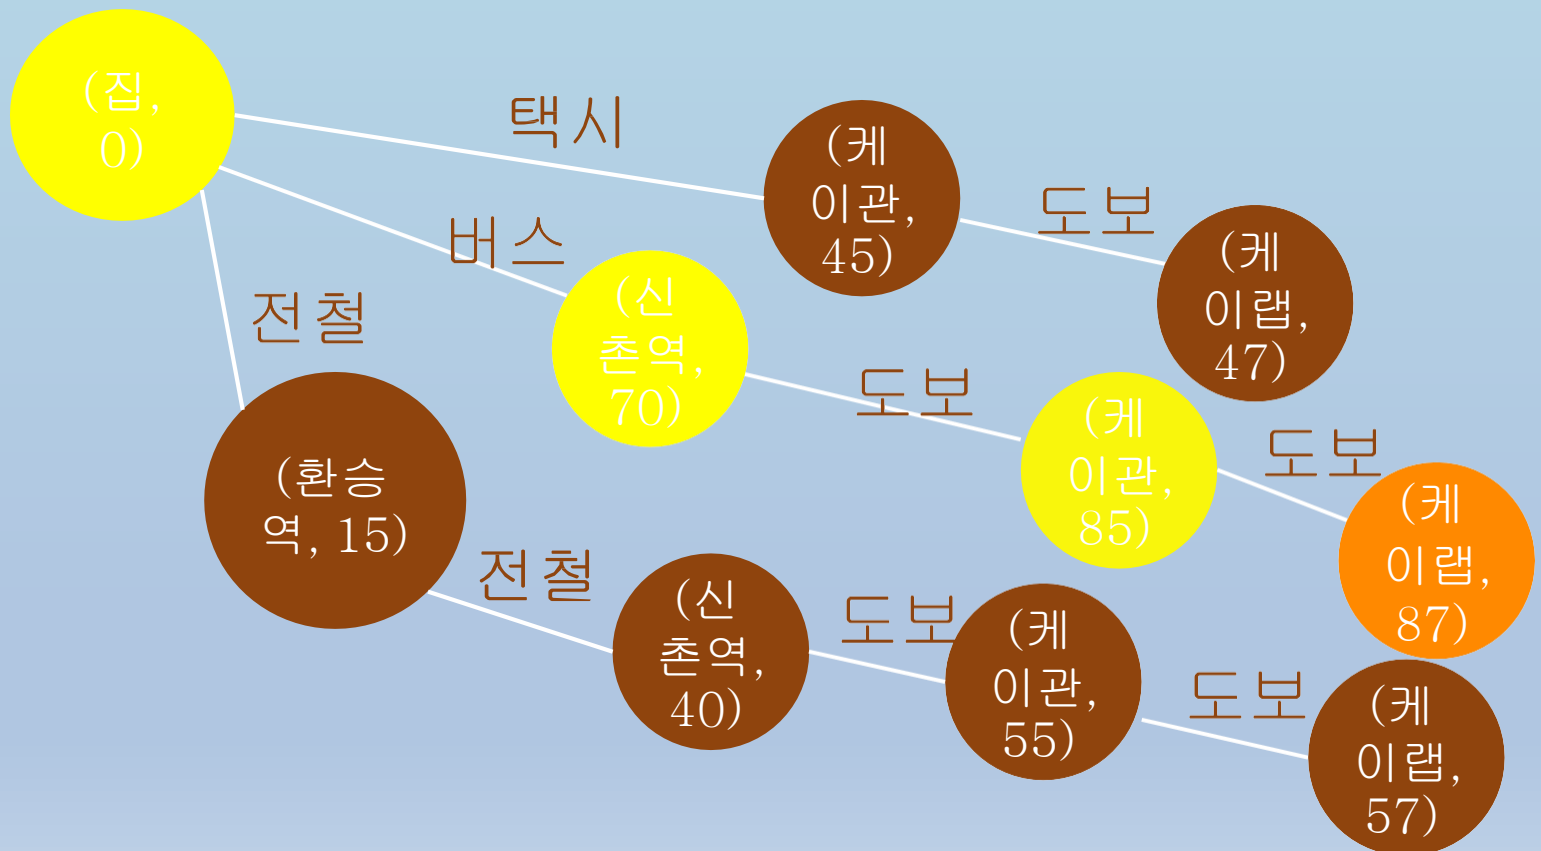 (집,
0)
택시
(케
이관,
45)
도보
(케
이랩,
47)
버스
(신
촌역,
70)
도보
(케
이관,
85)
도보
(케
이랩,
87)
전철
(환승
역, 15)
전철
(신
촌역,
40)
도보
(케
이관,
55)
도보
(케
이랩,
57)